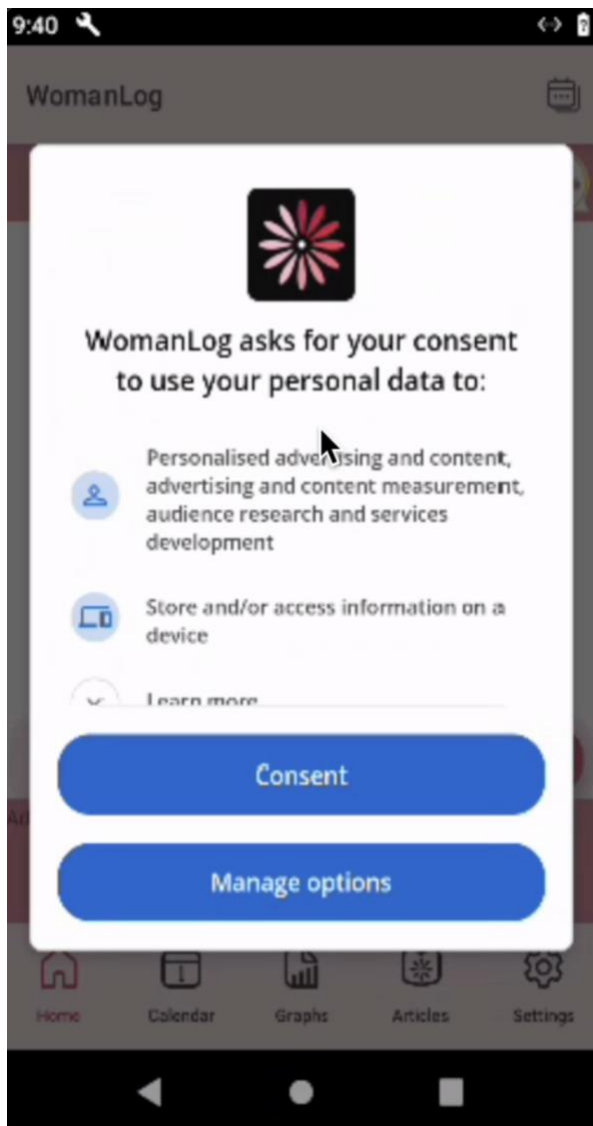 9:40
WomanLog
WomanLog asks for your consent
to use your personal data to:
Personalised advertising and content,
advertising and content measurement,
audience research and services
development
Store and/or access information on a
device
Learn more
Consent
Manage options
Home
Calendar
Graphs
Articles
Settings